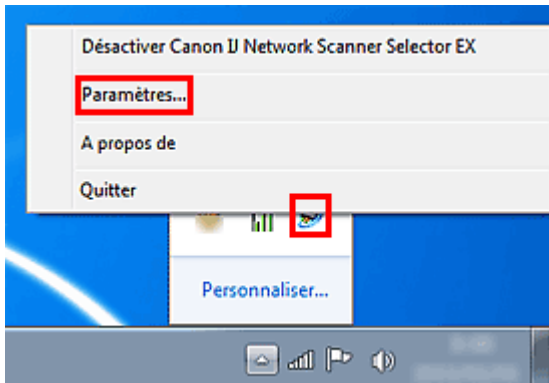 Désactiver Canon IJ Network Scanner Selector EX
Paramètres...
A propos de
Quitter
Personnaliser...